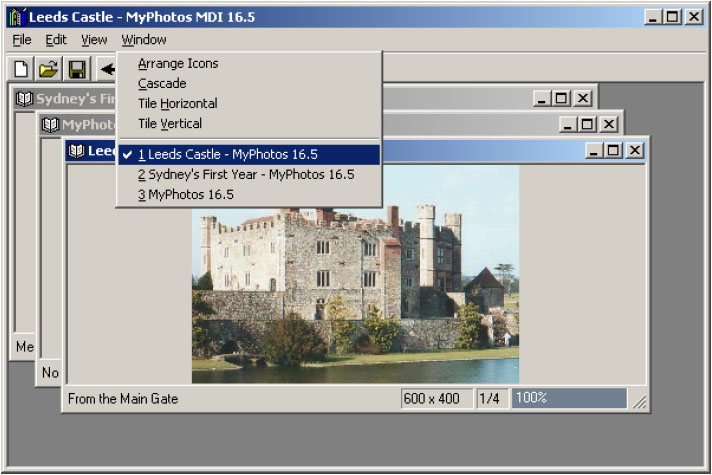 Leeds Castle - MyPhotos MDI 16.5
File Edit View Window
Arrange Icons
Cascade
Tile Horizontal
Tile Vertical
1 Leeds Castle - MyPhotos 16.5
2 Sydney's First Year - MyPhotos 16.5
3 MyPhotos 16.5
Sydney's Fir
MyPhot
Lee
Me
No
From the Main Gate 600 x 400 1/4 100%